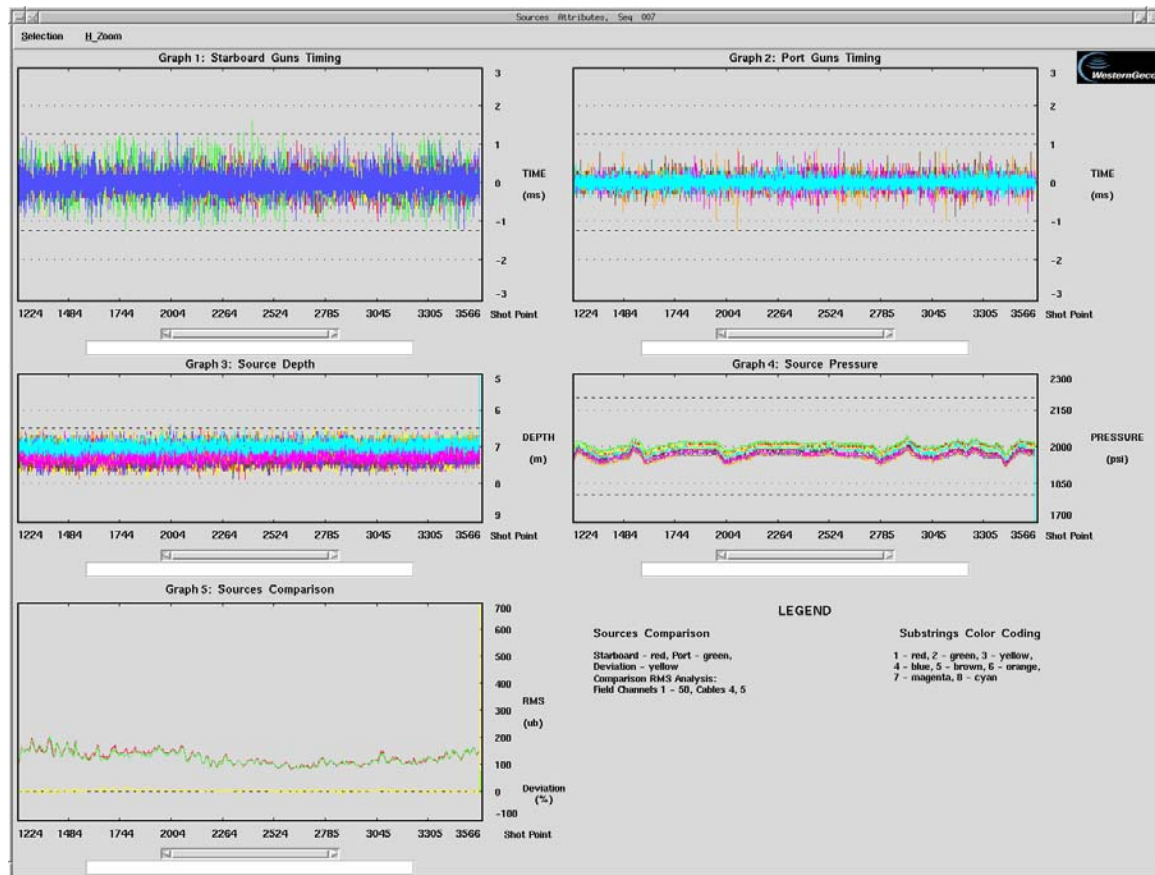 Sources Attributes, Seq 007
Selection H_Zoom
Graph 1: Starboard Guns Timing
3
2
1
0
-1
-2
-3
TIME
(ms)
1224 1484 1744 2004 2264 2524 2785 3045 3305 3566 Shot Point
Graph 2: Port Guns Timing
3
2
1
0
-1
-2
-3
TIME
(ms)
1224 1484 1744 2004 2264 2524 2785 3045 3305 3566 Shot Point
WesternGeco
Graph 3: Source Depth
5
6
7
8
9
DEPTH
(m)
1224 1484 1744 2004 2264 2524 2785 3045 3305 3566 Shot Point
Graph 4: Source Pressure
2300
2150
2000
1850
1700
PRESSURE
(psi)
1224 1484 1744 2004 2264 2524 2785 3045 3305 3566 Shot Point
Graph 5: Sources Comparison
700
600
500
400
300
200
100
0
-100
RMS
(ub)
Deviation
(%)
1224 1484 1744 2004 2264 2524 2785 3045 3305 3566 Shot Point
LEGEND
Sources Comparison
Starboard - red, Port - green,
Deviation - yellow
Comparison RMS Analysis:
Field Channels 1 - 50, Cables 4, 5
Substrings Color Coding
1 - red, 2 - green, 3 - yellow,
4 - blue, 5 - brown, 6 - orange,
7 - magenta, 8 - cyan